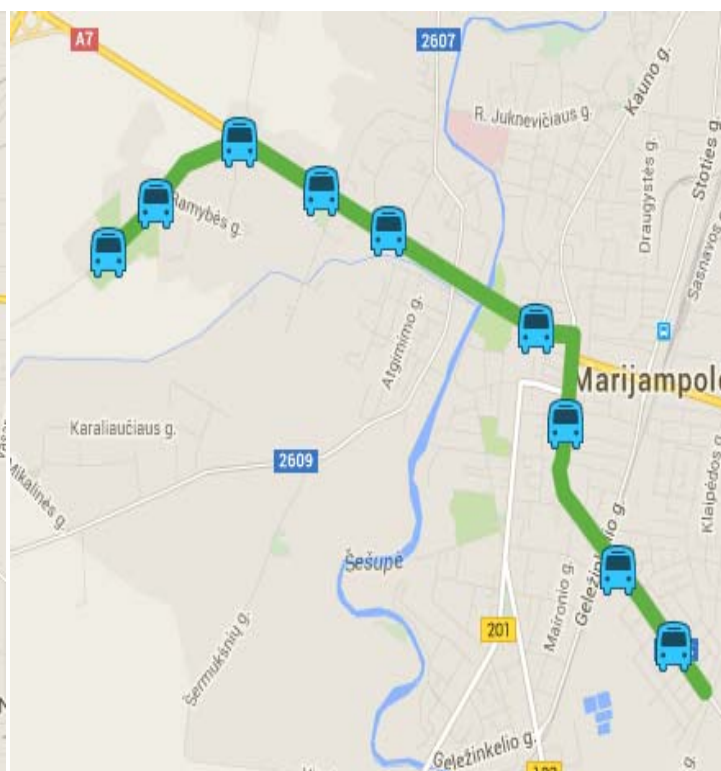 A7
2607
Kauno g.
R. Juknevičiaus g.
Stoties g.
Draugystės g.
Ramybės g.
Sasnavos
Atgimimo g.
Marijampolė
Karaliaučiaus g.
2609
Mikalinės g.
Klaipėdos g.
Geležinkelio g.
Šešupė
Maironio g.
201
Šermukšnių g.
Geležinkelio g.
g.